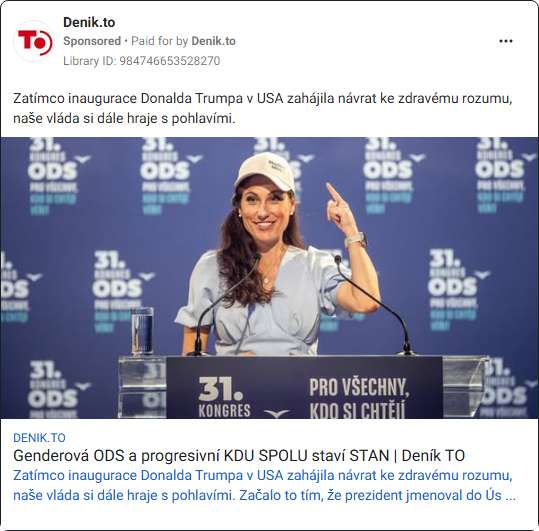 Denik.to
Sponsored • Paid for by Denik.to
Library ID: 984746653528270
Zatímco inaugurace Donalda Trumpa v USA zahájila návrat ke zdravému rozumu,
naše vláda si dále hraje s pohlavími.
31.
KONGRES
ODS
PRO VŠECHNY,
KDO SI CHTĚJÍ
31.
KONGRES
PRO VŠECHNY,
KDO SI CHTĚJÍ
DENIK.TO
Genderová ODS a progresivní KDU SPOLU staví STAN | Deník TO
Zatímco inaugurace Donalda Trumpa v USA zahájila návrat ke zdravému rozumu,
naše vláda si dále hraje s pohlavími. Začalo to tím, že prezident jmenoval do Ús ...